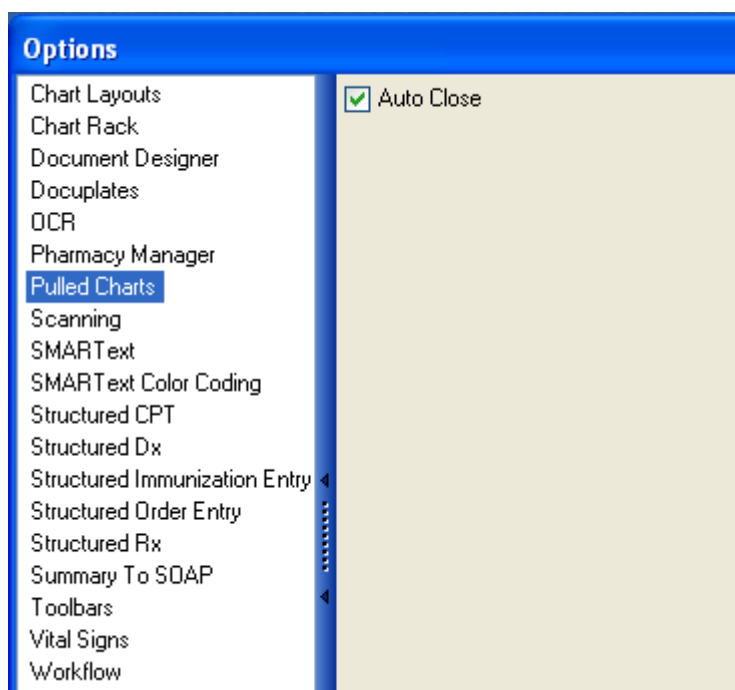 Options
Chart Layouts
Chart Rack
Document Designer
Docuplates
OCR
Pharmacy Manager
Pulled Charts
Scanning
SMARText
SMARText Color Coding
Structured CPT
Structured Dx
Structured Immunization Entry
Structured Order Entry
Structured Rx
Summary To SOAP
Toolbars
Vital Signs
Workflow
Auto Close